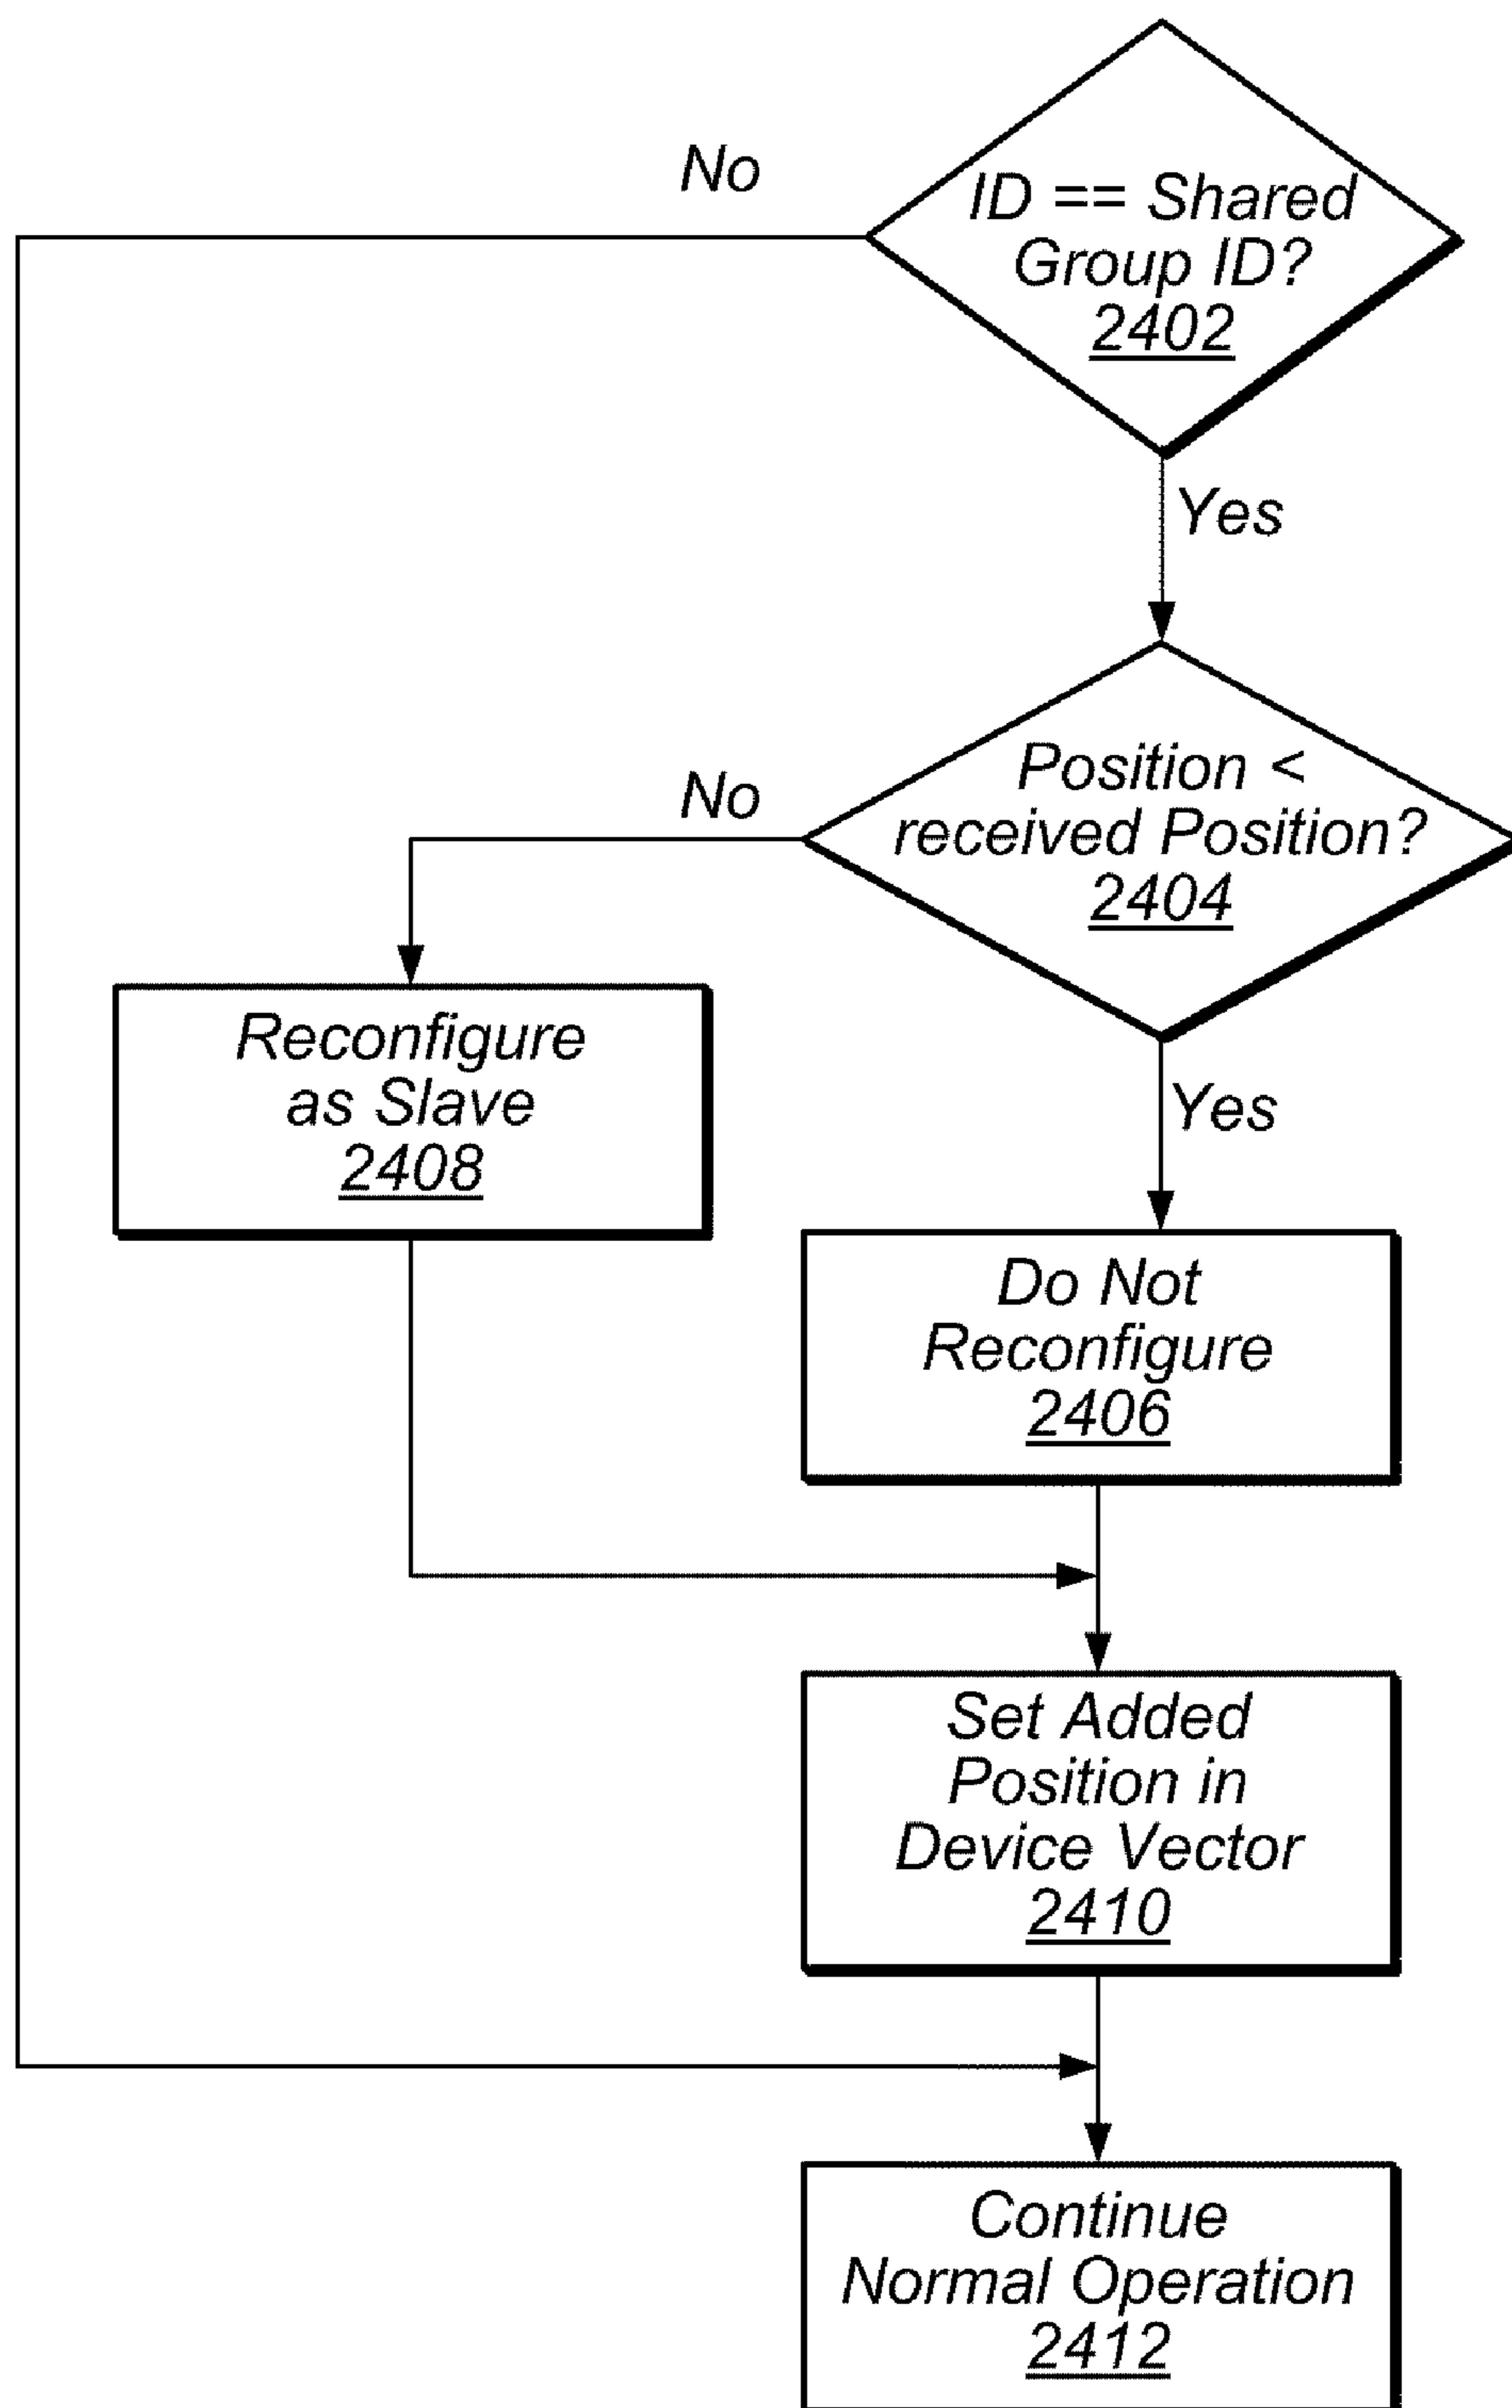 No
ID == Shared
Group ID?
2402
Yes
No
Position <
received Position?
2404
Reconfigure
as Slave
2408
Yes
Do Not
Reconfigure
2406
Set Added
Position in
Device Vector
2410
Continue
Normal Operation
2412